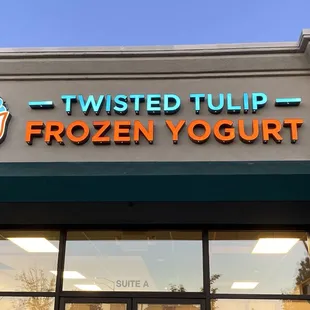 TWISTED TULIP
FROZEN YOGURT
SUITE A